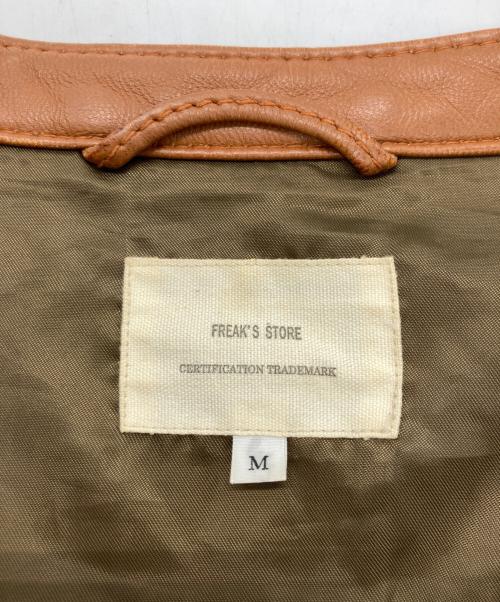 FREAK'S STORE
CERTIFICATION TRADEMARK
M